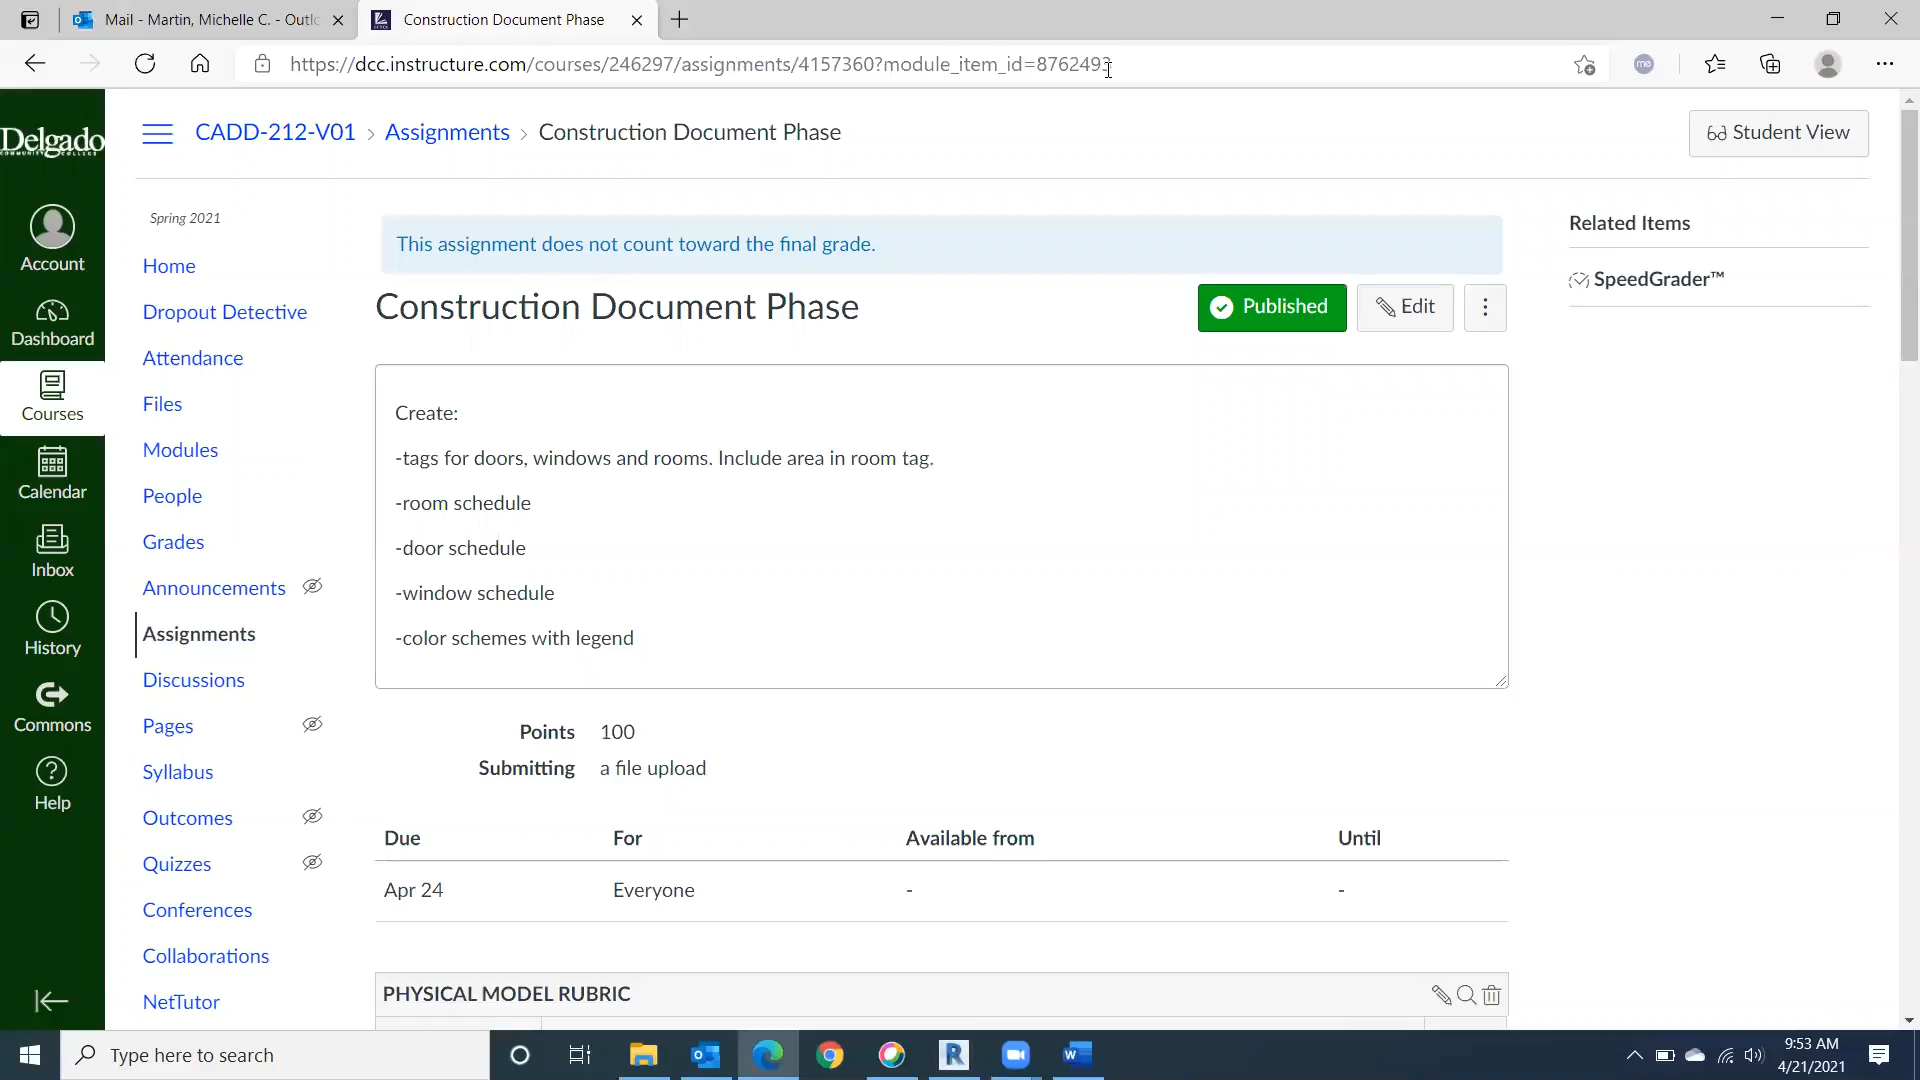 Mail - Martin, Michelle C. - Outlo
Construction Document Phase
https://dcc.instructure.com/courses/246297/assignments/4157360?module_item_id=8762493
me
Delgado
COMMUNITY COLLEGE
CADD-212-V01 › Assignments › Construction Document Phase
Student View
Account
Dashboard
Courses
Calendar
Inbox
History
Commons
Help
Spring 2021
Home
Dropout Detective
Attendance
Files
Modules
People
Grades
Announcements
Assignments
Discussions
Pages
Syllabus
Outcomes
Quizzes
Conferences
Collaborations
NetTutor
This assignment does not count toward the final grade.
Construction Document Phase
Published
Edit
Create:
-tags for doors, windows and rooms. Include area in room tag.
-room schedule
-door schedule
-window schedule
-color schemes with legend
Points 100
Submitting a file upload
Due For Available from Until
Apr 24 Everyone - -
PHYSICAL MODEL RUBRIC
Related Items
SpeedGrader™
Type here to search
9:53 AM
4/21/2021